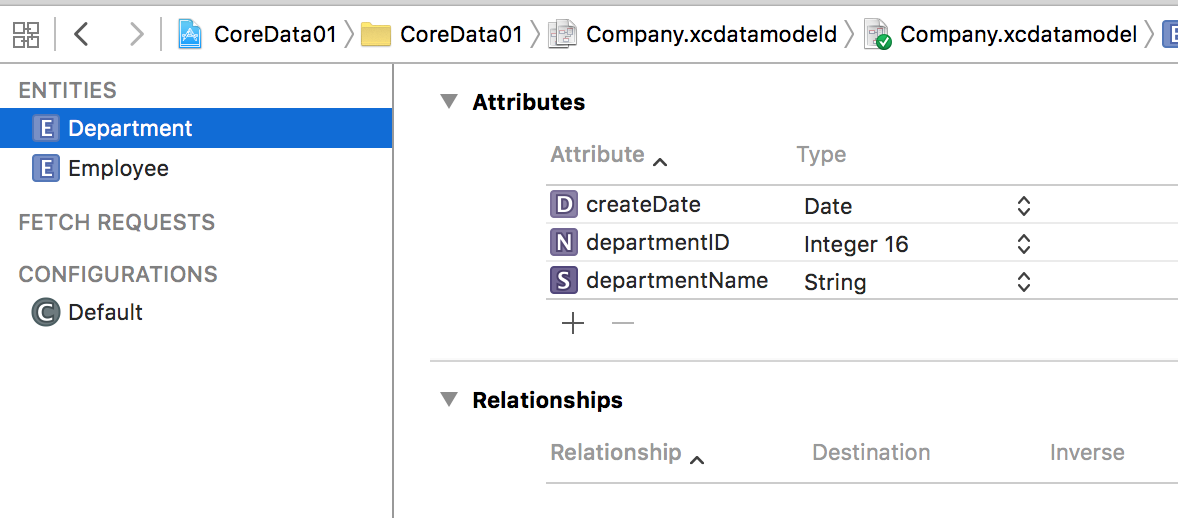 CoreData01 CoreData01 Company.xcdatamodeld Company.xcdatamodel E
ENTITIES
E Department
E Employee
FETCH REQUESTS
CONFIGURATIONS
C Default
Attributes
Attribute Type
D createDate Date
N departmentID Integer 16
S departmentName String
Relationships
Relationship Destination Inverse